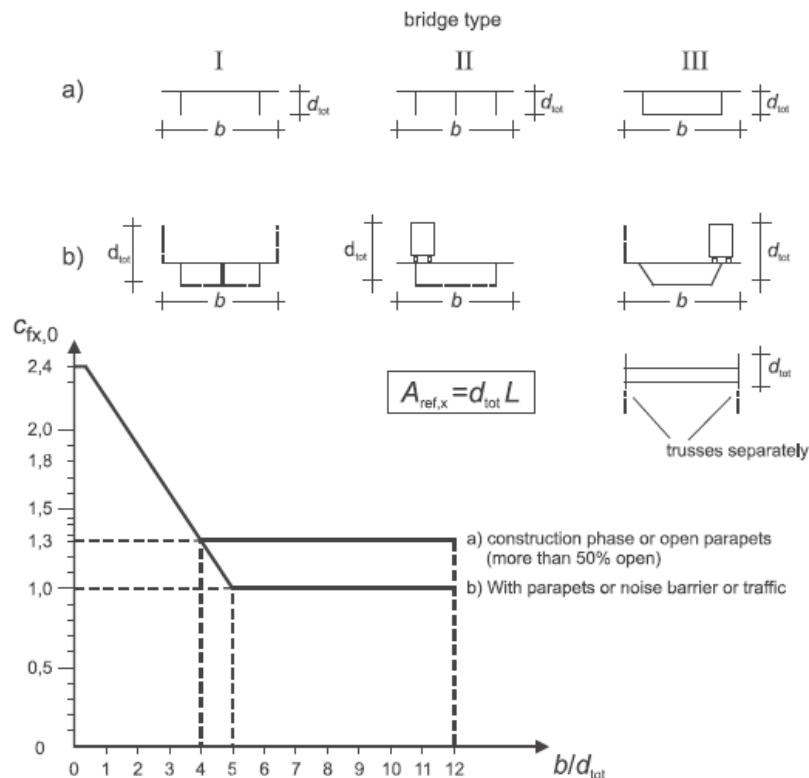 bridge type
I II III
a) d_tot d_tot d_tot
b b b
b) d_tot d_tot d_tot
b b b
c_fx,0
2,4
2,0
1,8
1,5
1,3
1,0
0,5
0
A_ref,x = d_tot L
d_tot
trusses separately
a) construction phase or open parapets
(more than 50% open)
b) With parapets or noise barrier or traffic
0 1 2 3 4 5 6 7 8 9 10 11 12
b/d_tot